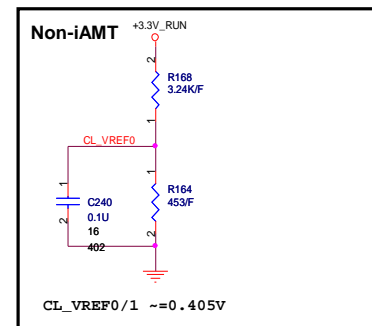 Non-iAMT
+3.3V_RUN
2
R168
3.24K/F
1
CL_VREF0
1
1
R164
453/F
C240
0.1U
2
16
2
402
CL_VREF0/1 ~=0.405V